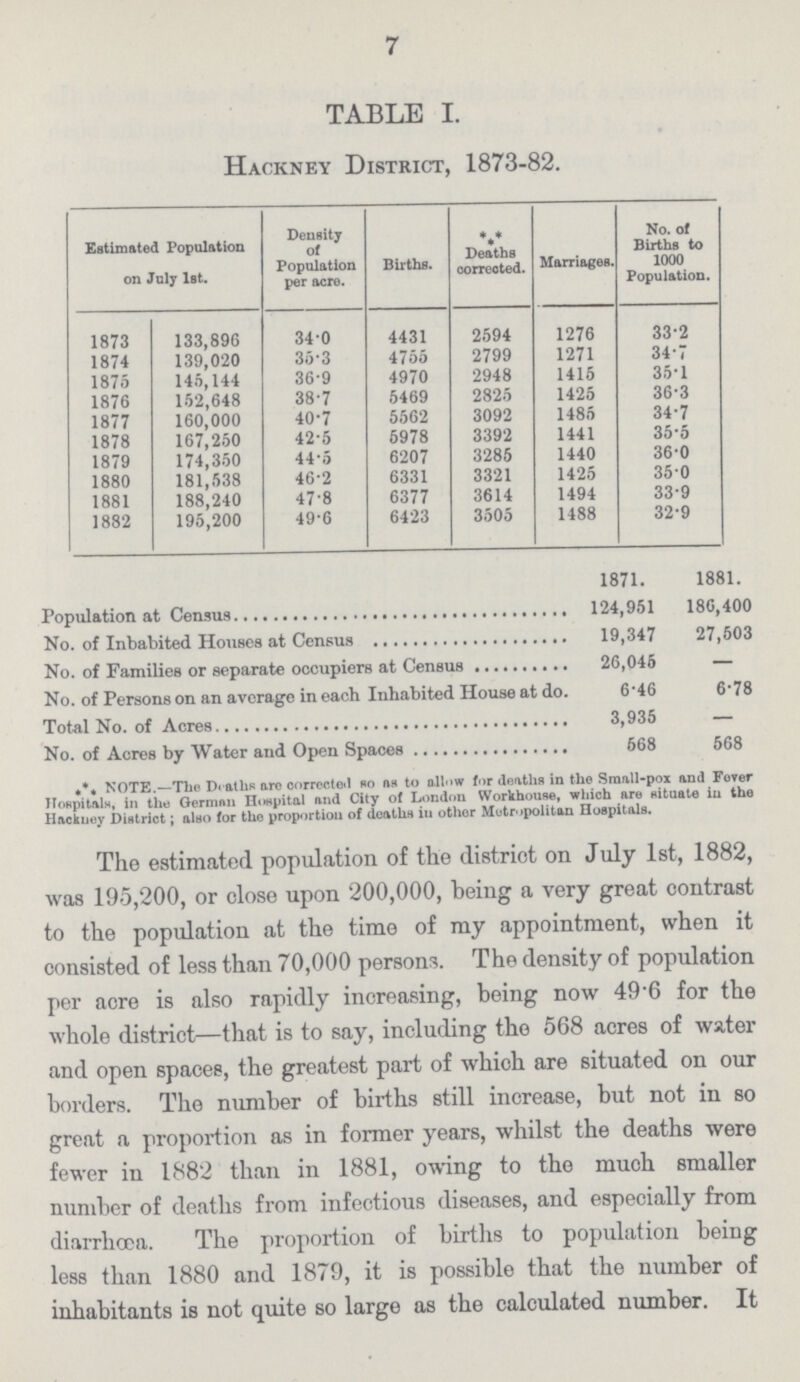 7
TABLE I.
HACKNEY DISTRICT, 1873-82.
Estimated Population on July 1st. | Density of Population per acre. | Births. | *** Deaths corrected. | Marriages. | No. of Births to 1000 Population.
1873 133,896 34·0 4431 2594 1276 33·2
1874 139,020 35·3 4755 2799 1271 34·7
1875 145,144 36·9 4970 2948 1415 35·1
1876 152,648 38·7 5469 2825 1425 36·3
1877 160,000 40·7 5562 3092 1485 34·7
1878 167,250 42·5 5978 3392 1441 35·5
1879 174,350 44·5 6207 3285 1440 36·0
1880 181,538 46·2 6331 3321 1425 35·0
1881 188,240 47·8 6377 3614 1494 33·9
1882 195,200 49·6 6423 3505 1488 32·9
1871. 1881.
Population at Census 124,951 186,400
No. of Inhabited Houses at Census 19,347 27,503
No. of Families or separate occupiers at Census 26,045 —
No. of Persons on an average in each Inhabited House at do. 6·46 6·78
Total No. of Acres 3,935 —
No. of Acres by Water and Open Spaces 568 568
*** NOTE.—The Deaths are corrected so as to allow for deaths in the Small-pox and Fever
Hospitals, in the German Hospital and City of London Workhouse, which are situate in the
Hackney District; also for the proportion of deaths in other Metropolitan Hospitals.
The estimated population of the district on July 1st, 1882,
was 195,200, or close upon 200,000, being a very great contrast
to the population at the time of my appointment, when it
consisted of less than 70,000 persons. The density of population
per acre is also rapidly increasing, being now 49·6 for the
whole district—that is to say, including the 568 acres of water
and open spaces, the greatest part of which are situated on our
borders. The number of births still increase, but not in so
great a proportion as in former years, whilst the deaths were
fewer in 1882 than in 1881, owing to the much smaller
number of deaths from infectious diseases, and especially from
diarrhœa. The proportion of births to population being
less than 1880 and 1879, it is possible that the number of
inhabitants is not quite so large as the calculated number. It